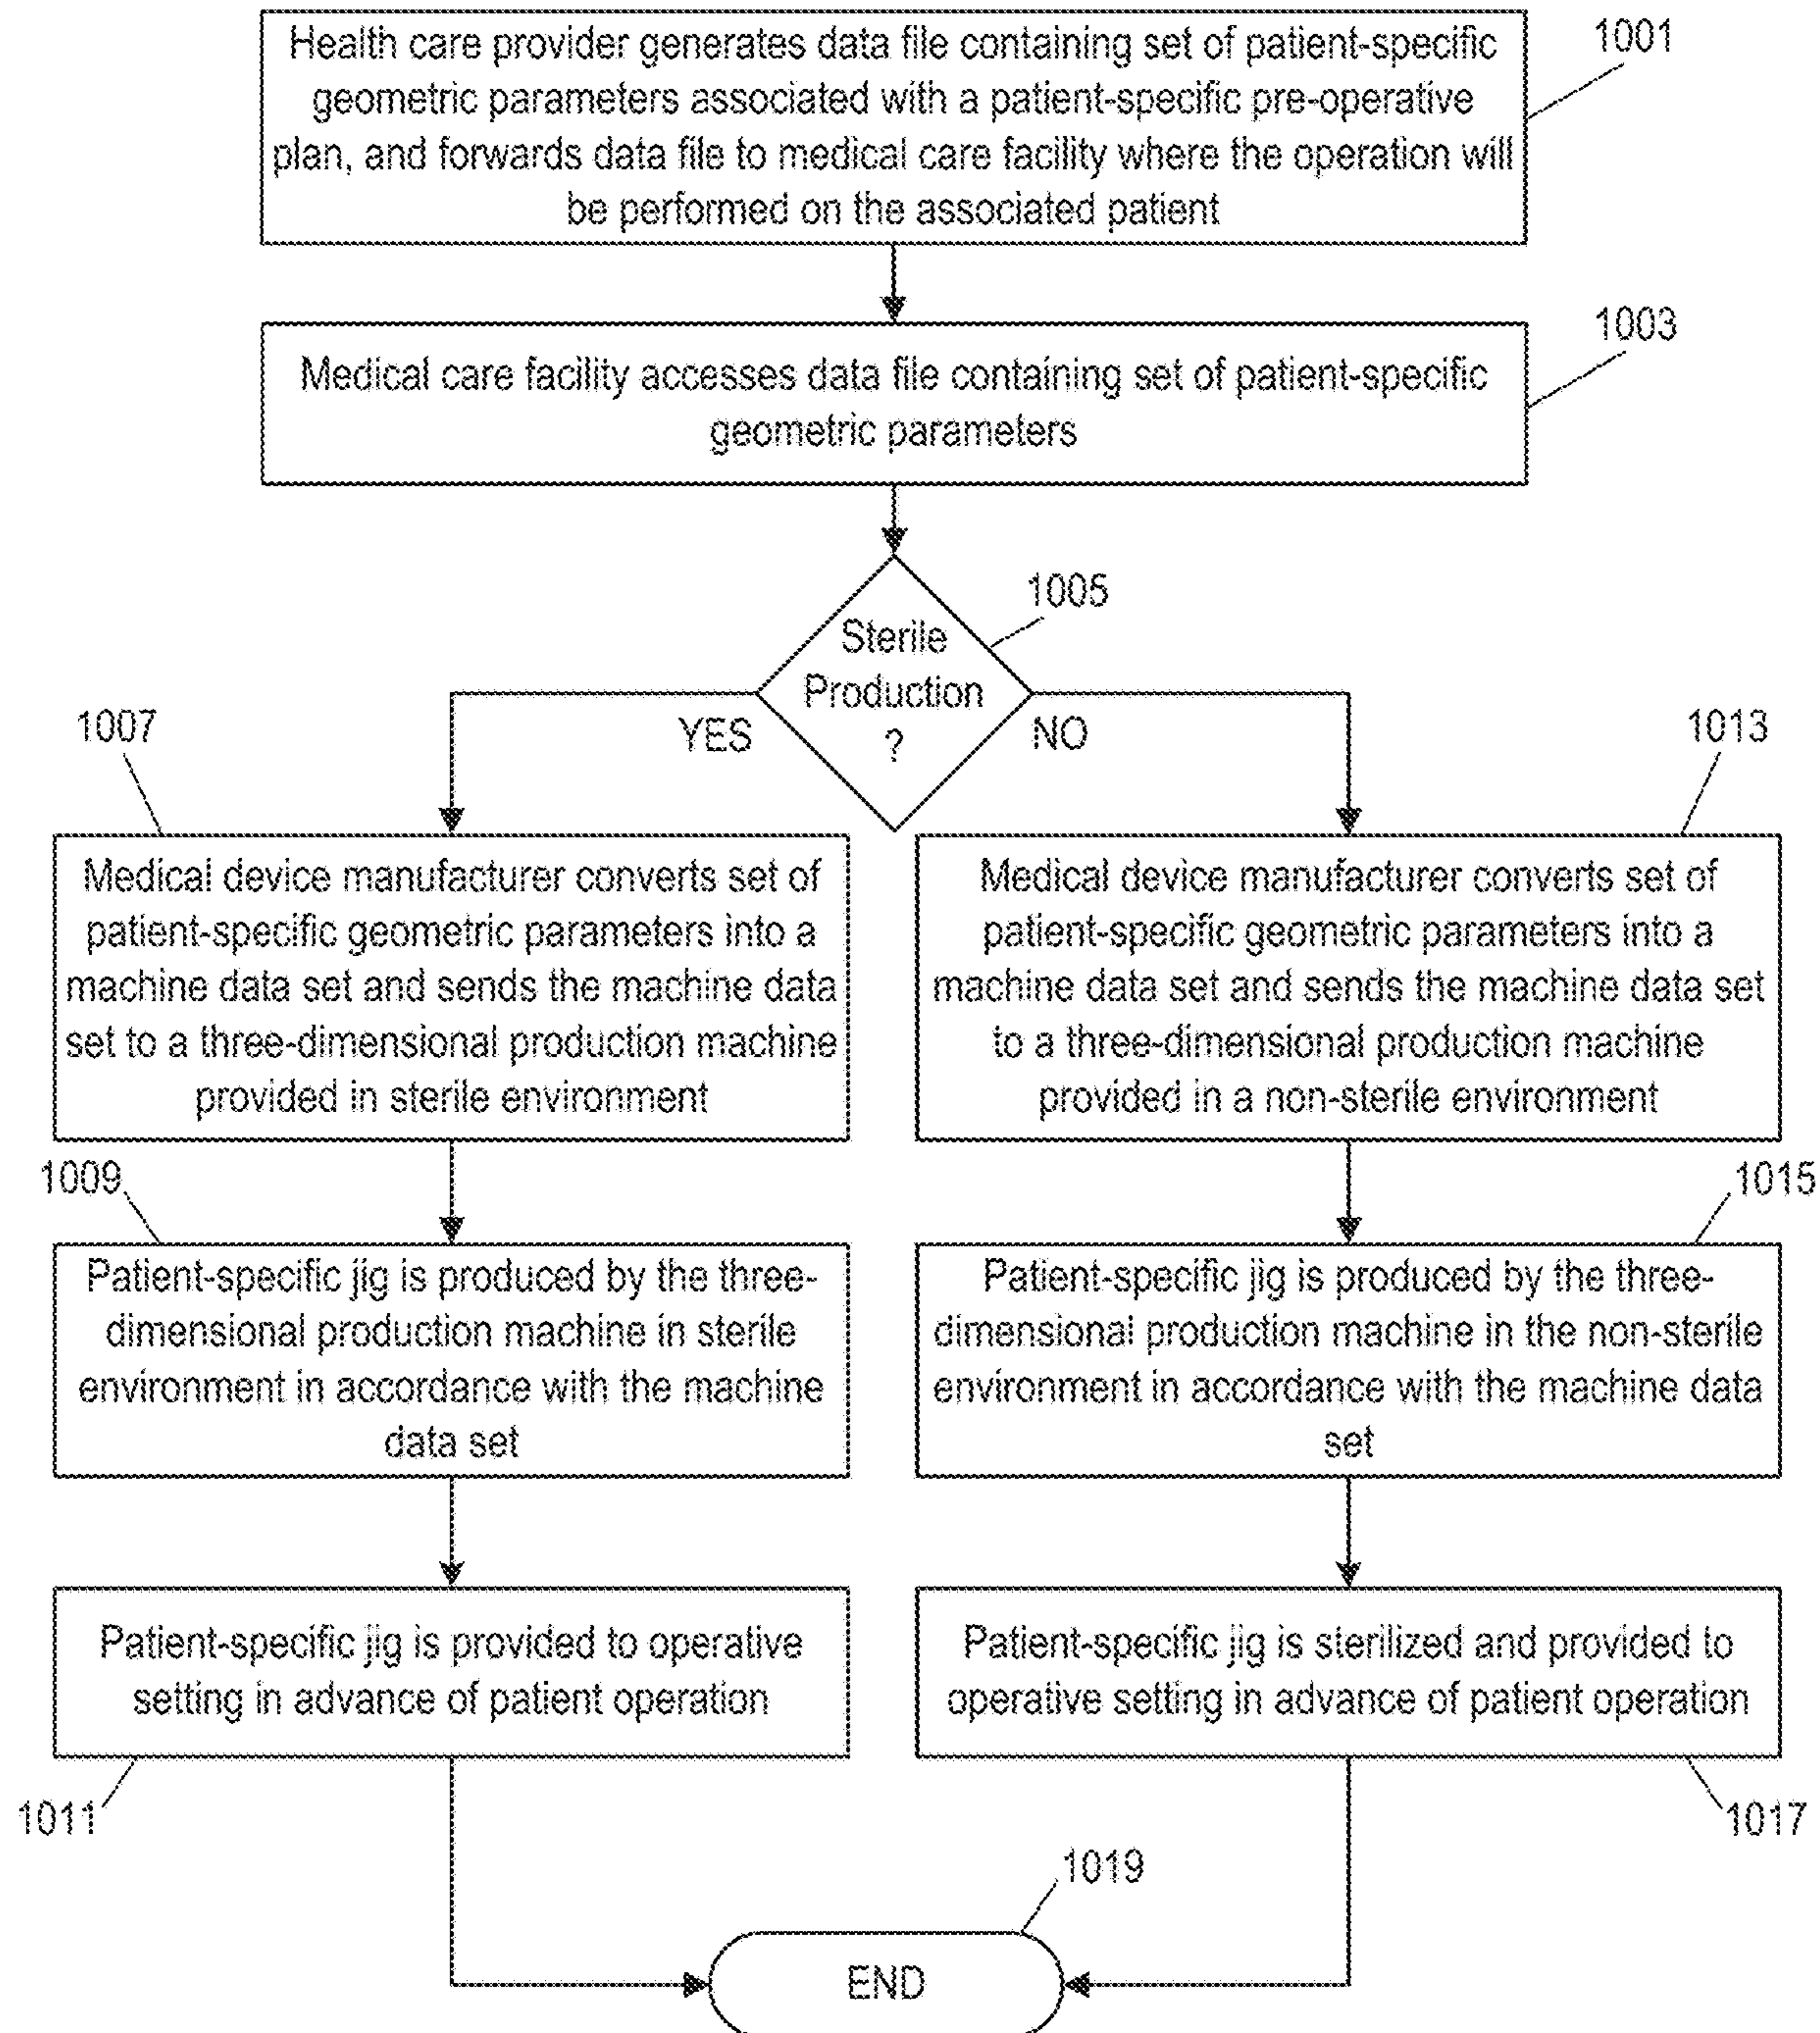 Health care provider generates data file containing set of patient-specific
geometric parameters associated with a patient-specific pre-operative
plan, and forwards data file to medical care facility where the operation will
be performed on the associated patient
1001
Medical care facility accesses data file containing set of patient-specific
geometric parameters
1003
Sterile
Production
?
1005
YES
NO
1007
Medical device manufacturer converts set of
patient-specific geometric parameters into a
machine data set and sends the machine data
set to a three-dimensional production machine
provided in sterile environment
1013
Medical device manufacturer converts set of
patient-specific geometric parameters into a
machine data set and sends the machine data set
to a three-dimensional production machine
provided in a non-sterile environment
1009
Patient-specific jig is produced by the three-
dimensional production machine in sterile
environment in accordance with the machine
data set
1015
Patient-specific jig is produced by the three-
dimensional production machine in the non-sterile
environment in accordance with the machine data
set
Patient-specific jig is provided to operative
setting in advance of patient operation
1011
Patient-specific jig is sterilized and provided to
operative setting in advance of patient operation
1017
1019
END